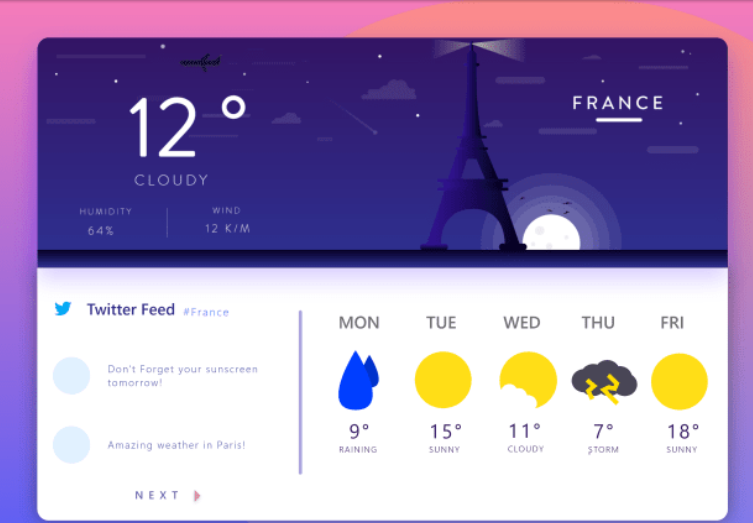 12°
CLOUDY
HUMIDITY
64%
WIND
12 K/M
FRANCE
Twitter Feed #France
Don't Forget your sunscreen
tomorrow!
Amazing weather in Paris!
NEXT
MON TUE WED THU FRI
9° 15° 11° 7° 18°
RAINING SUNNY CLOUDY STORM SUNNY